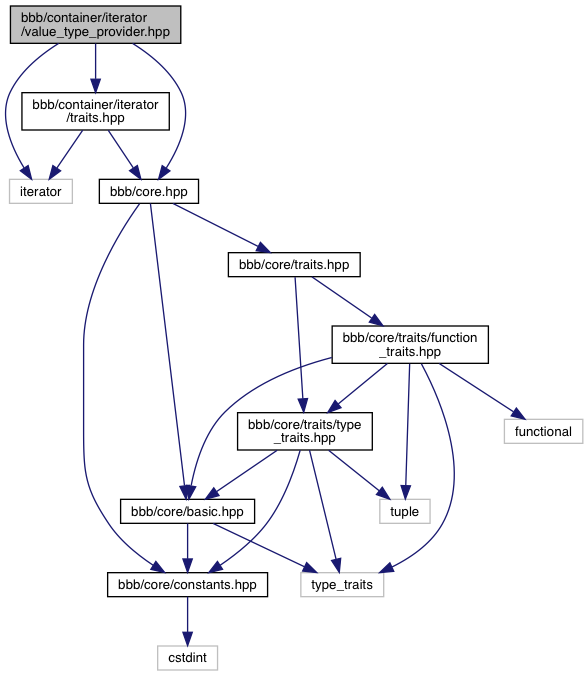 bbb/container/iterator
/value_type_provider.hpp
bbb/container/iterator
/traits.hpp
iterator
bbb/core.hpp
bbb/core/traits.hpp
bbb/core/traits/function
_traits.hpp
bbb/core/traits/type
_traits.hpp
functional
bbb/core/basic.hpp
tuple
bbb/core/constants.hpp
type_traits
cstdint